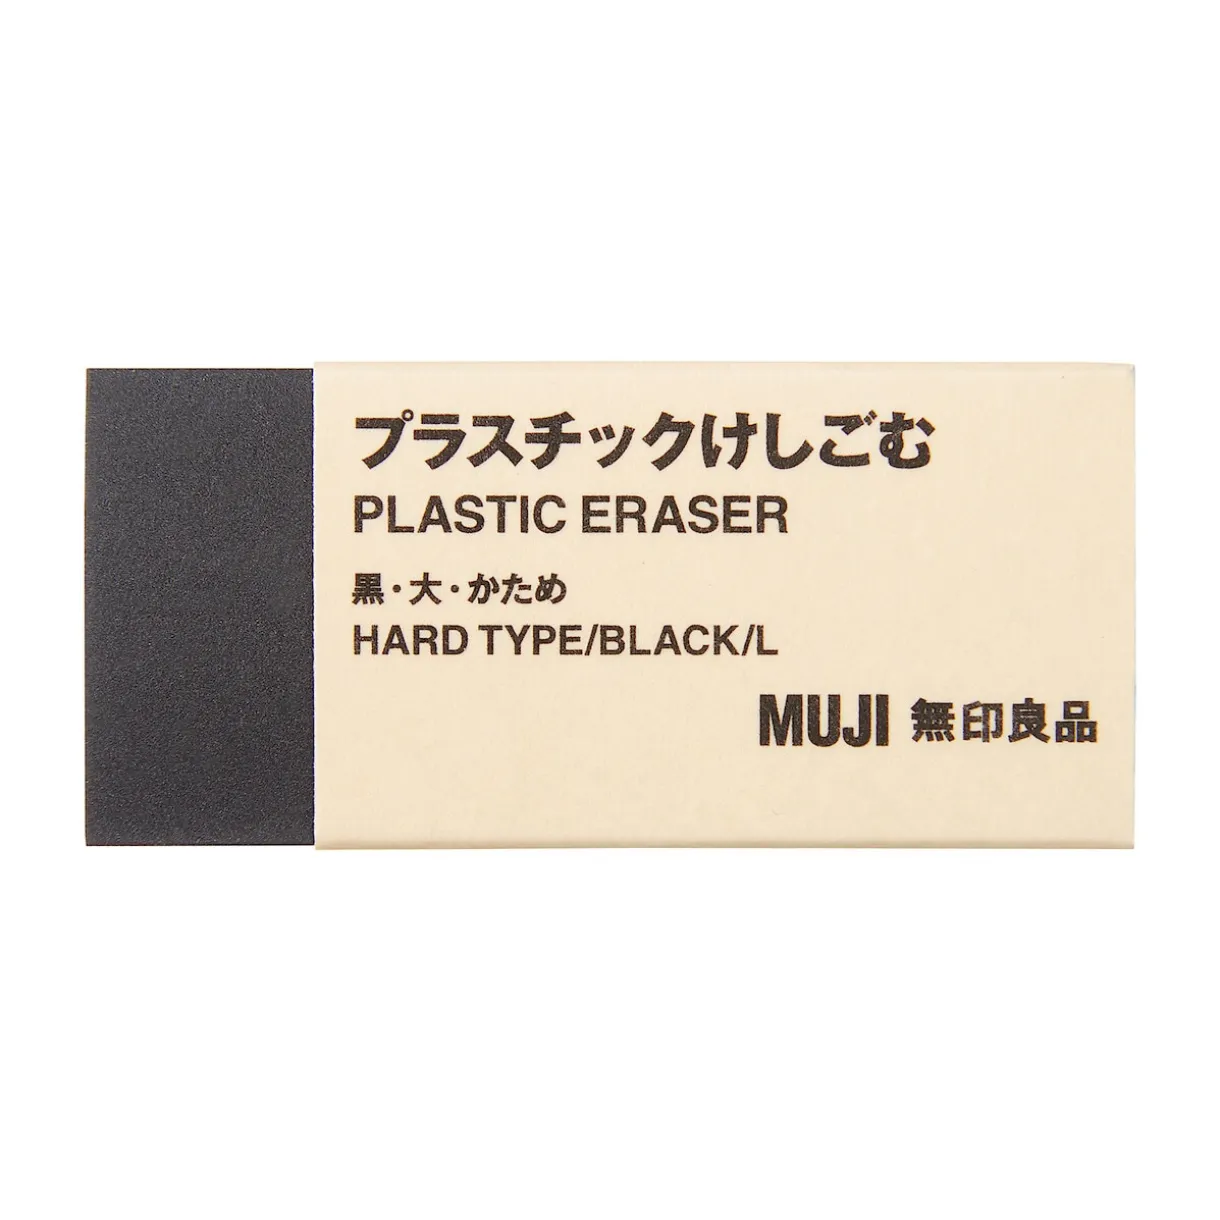 プラスチックけしごむ
PLASTIC ERASER
黒・大・かため
HARD TYPE/BLACK/L
MUJI 無印良品